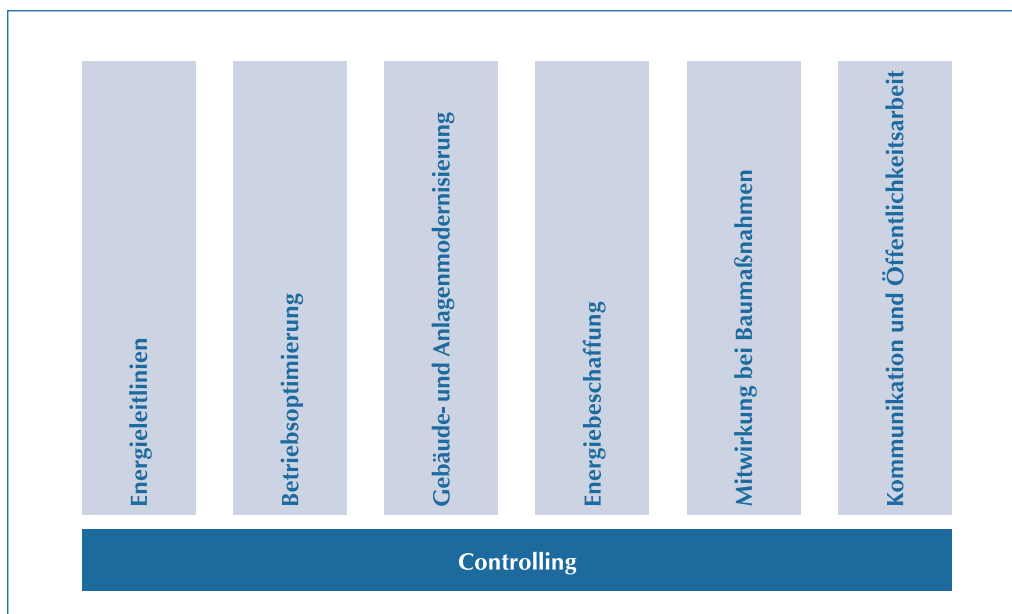 Energieleitlinien
Betriebsoptimierung
Gebäude- und Anlagenmodernisierung
Energiebeschaffung
Mitwirkung bei Baumaßnahmen
Kommunikation und Öffentlichkeitsarbeit
Controlling